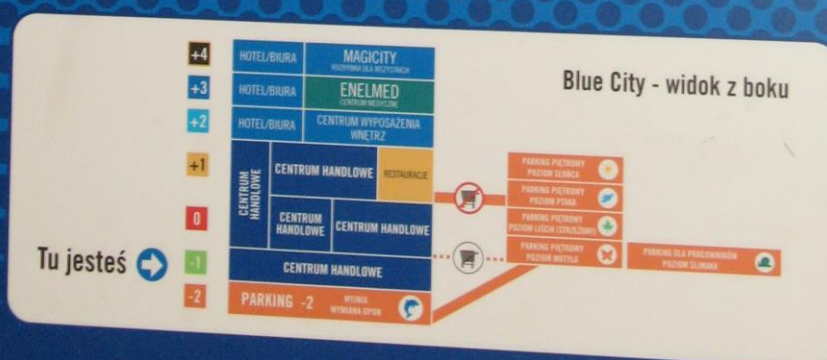 Blue City - widok z boku
+4
HOTEL/BIURA
MAGICITY
ROZRYWKA DLA WSZYSTKICH
+3
HOTEL/BIURA
ENELMED
CENTRUM MEDYCZNE
+2
HOTEL/BIURA
CENTRUM WYPOSAŻENIA
WNĘTRZ
+1
CENTRUM
HANDLOWE
CENTRUM HANDLOWE
RESTAURACJE
0
CENTRUM
HANDLOWE
CENTRUM HANDLOWE
Tu jesteś
-1
CENTRUM HANDLOWE
-2
PARKING -2
MYJNIA
WYMIANA OPON
PARKING PIĘTROWY
POZIOM SŁOŃCA
PARKING PIĘTROWY
POZIOM PTAKA
PARKING PIĘTROWY
POZIOM LIŚCIA (STRZEŻONY)
PARKING PIĘTROWY
POZIOM MOTYLA
PARKING DLA PRACOWNIKÓW
POZIOM ŚLIMAKA